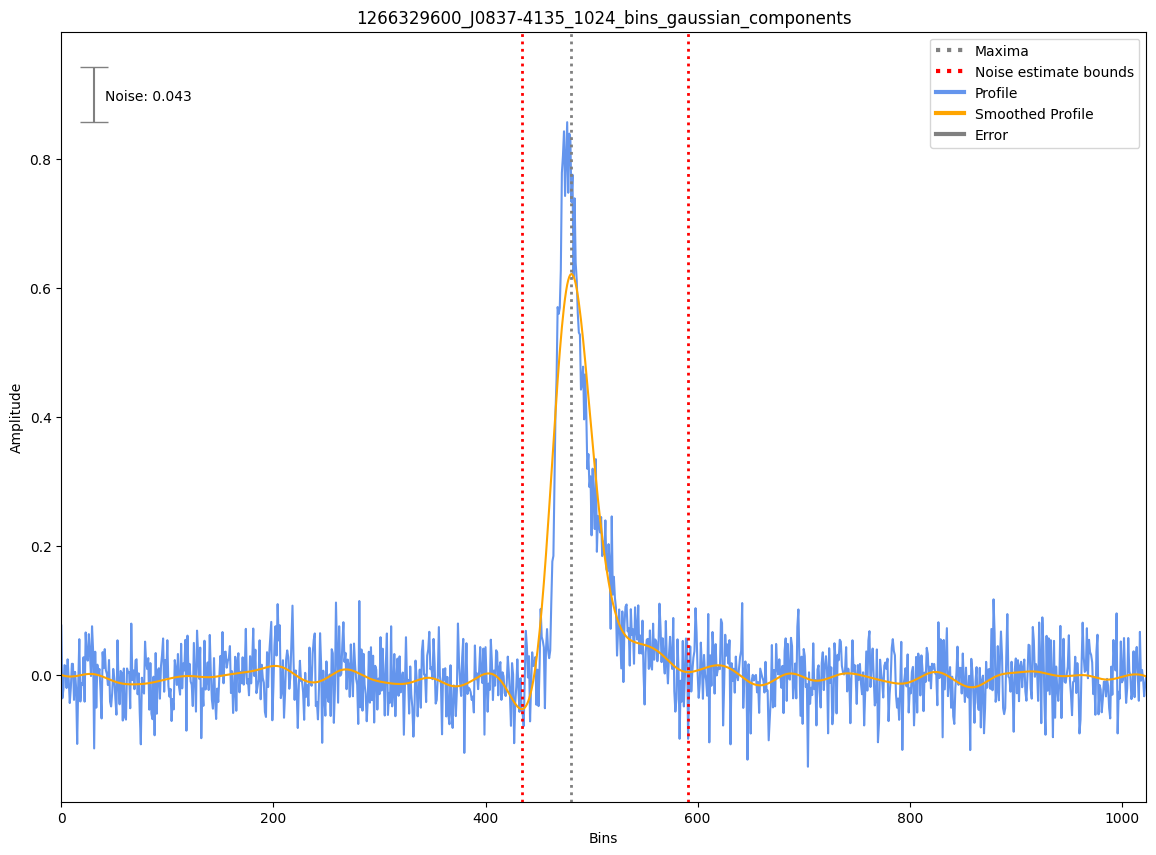 1266329600_J0837-4135_1024_bins_gaussian_components
Noise: 0.043
Maxima
Noise estimate bounds
Profile
Smoothed Profile
Error
Amplitude
0.8
0.6
0.4
0.2
0.0
0 200 400 600 800 1000
Bins